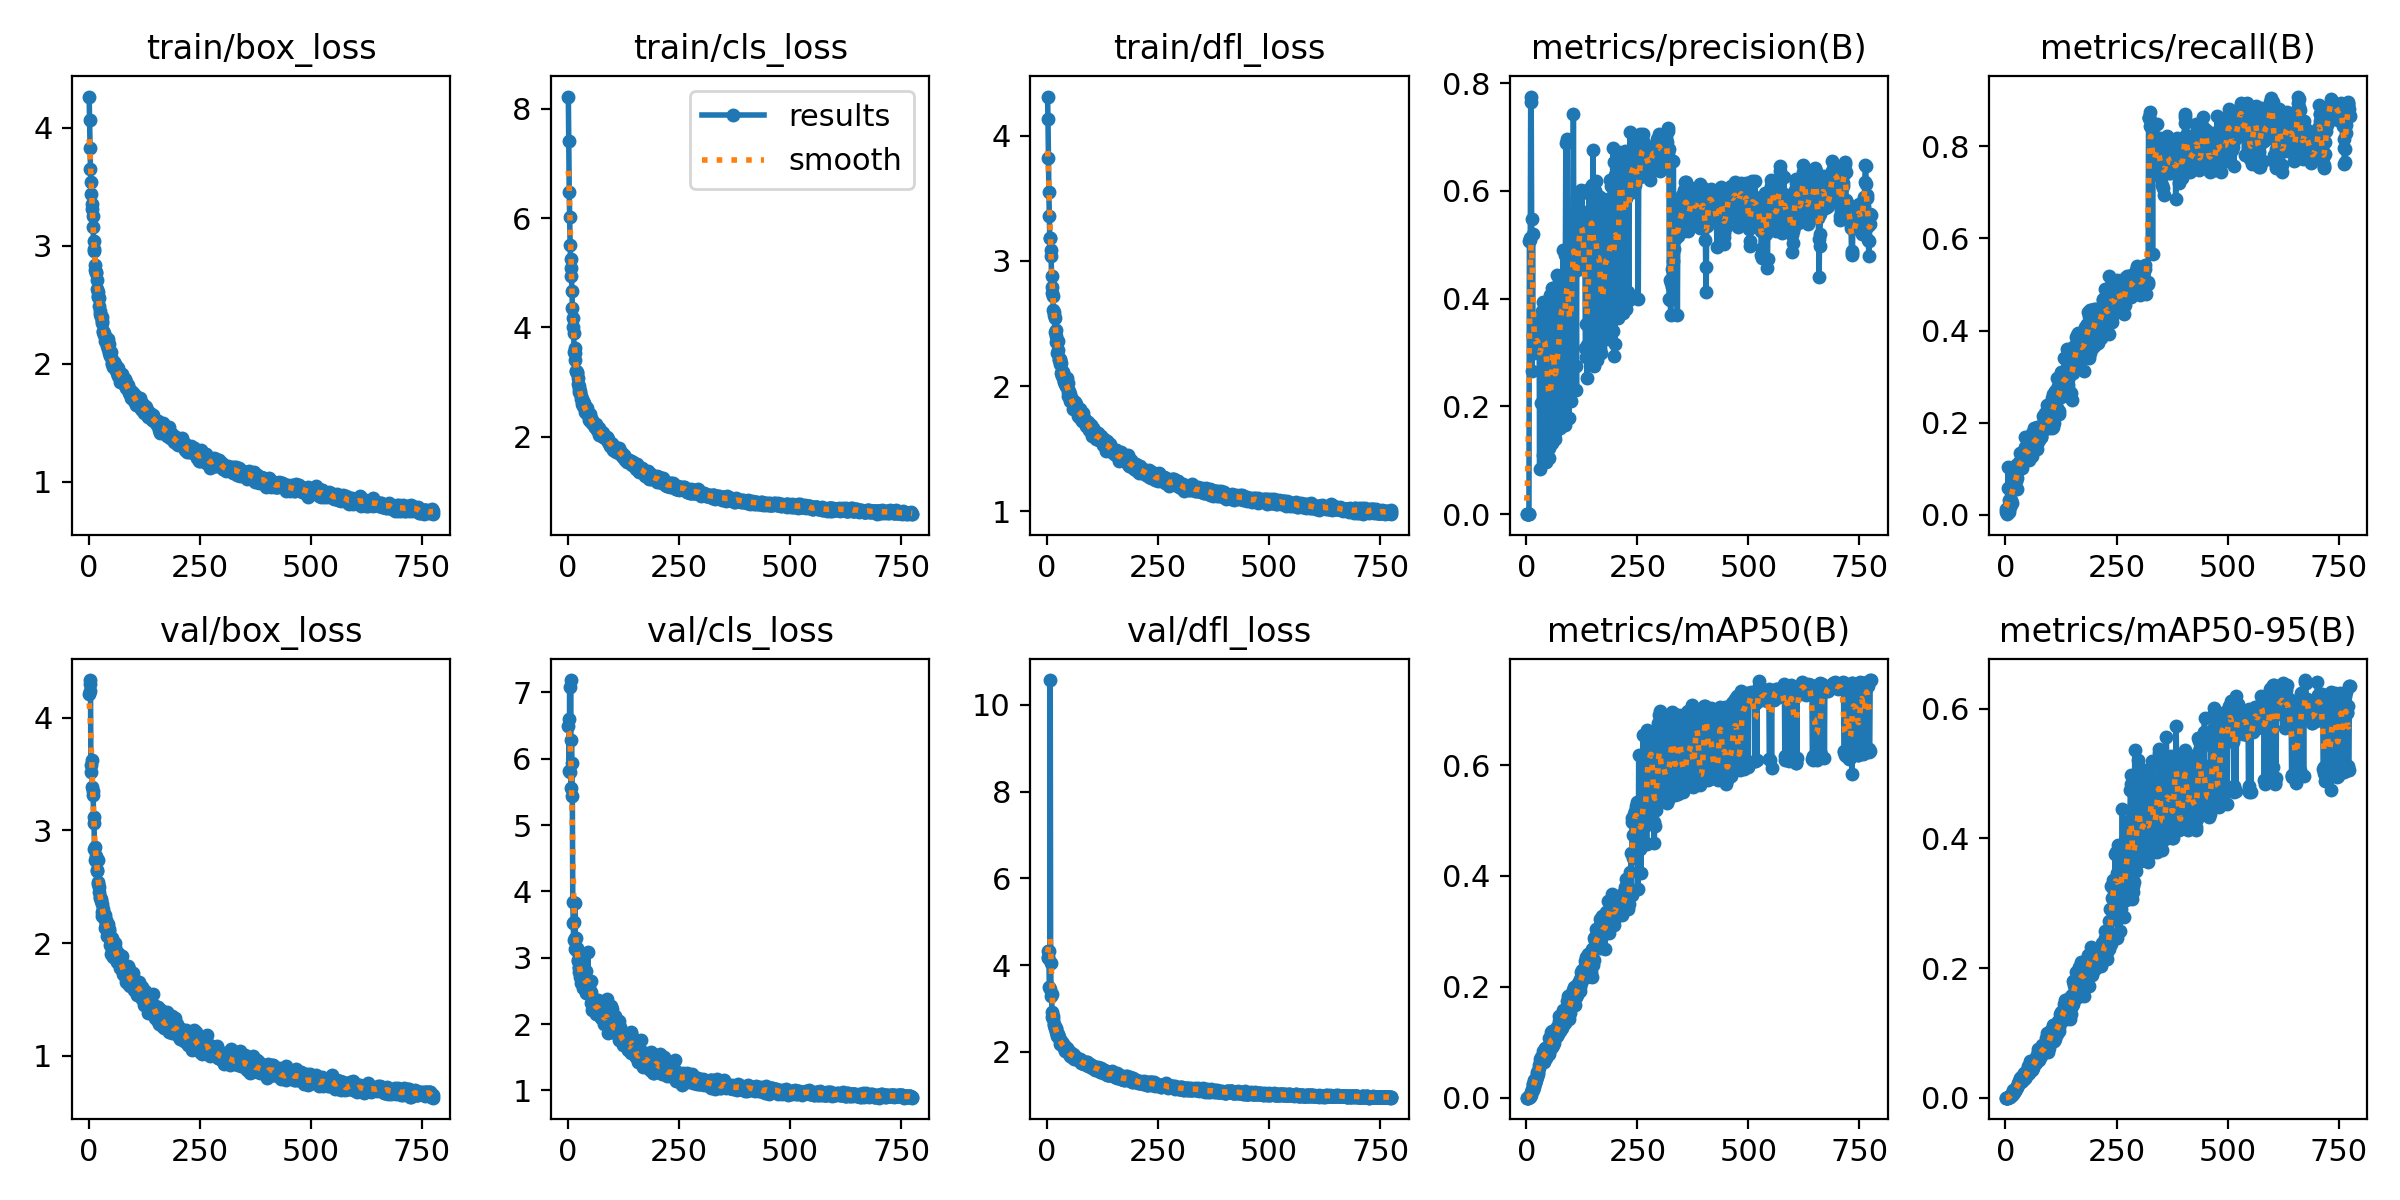 train/box_loss
train/cls_loss
train/dfl_loss
metrics/precision(B)
metrics/recall(B)
4
3
2
1
0 250 500 750
8
6
4
2
0 250 500 750
results
smooth
4
3
2
1
0 250 500 750
0.8
0.6
0.4
0.2
0.0
0 250 500 750
0.8
0.6
0.4
0.2
0.0
0 250 500 750
val/box_loss
val/cls_loss
val/dfl_loss
metrics/mAP50(B)
metrics/mAP50-95(B)
4
3
2
1
0 250 500 750
7
6
5
4
3
2
1
0 250 500 750
10
8
6
4
2
0 250 500 750
0.6
0.4
0.2
0.0
0 250 500 750
0.6
0.4
0.2
0.0
0 250 500 750